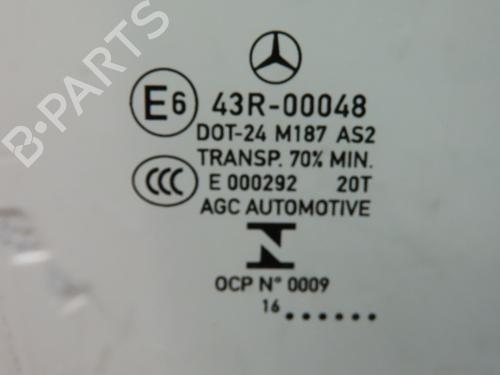 E6 43R-00048
DOT-24 M187 AS2
TRANSP. 70% MIN.
CCC E 000292 20T
AGC AUTOMOTIVE
N
OCP N° 0009
16 ......
B-PARTS